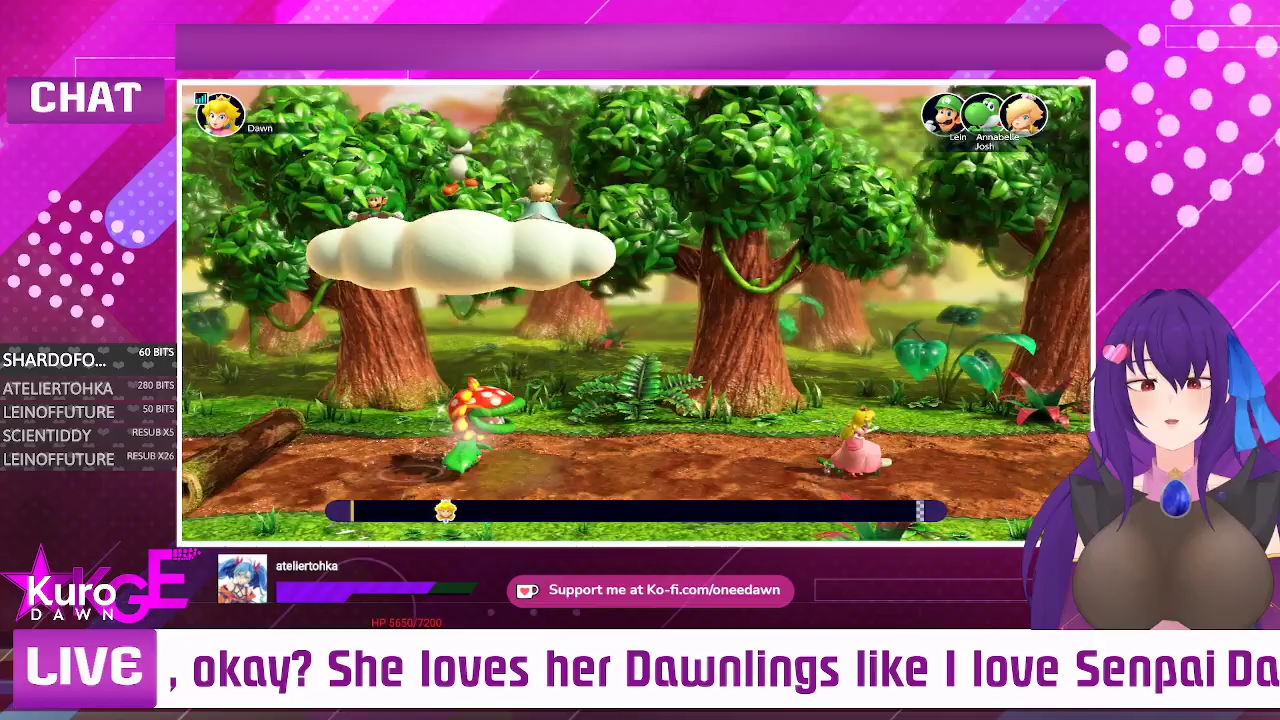 CHAT
Dawn
Lein Annabelle
Josh
SHARDOFO... 60 BITS
ATELIERTOHKA 280 BITS
LEINOFFUTURE 50 BITS
SCIENTIDDY RESUB X5
LEINOFFUTURE RESUB X26
Kuro
DAWN
ateliertohka
HP 5650/7200
Support me at Ko-fi.com/oneedawn
LIVE
, okay? She loves her Dawnlings like I love Senpai Da